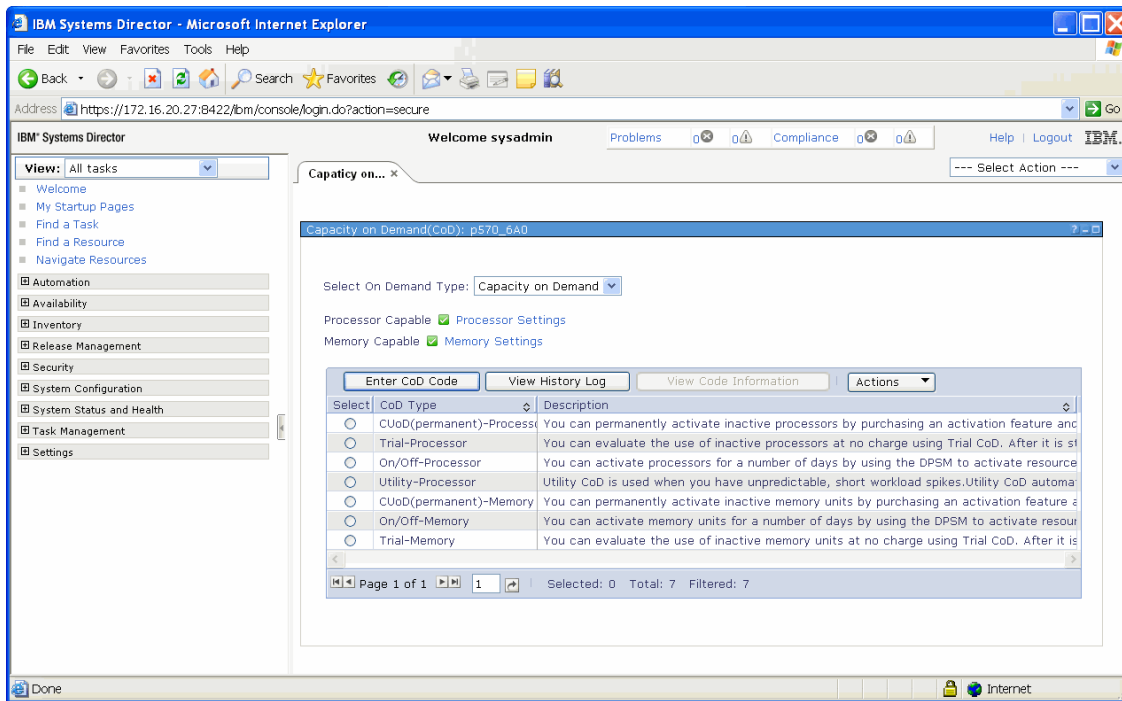 IBM Systems Director - Microsoft Internet Explorer
File Edit View Favorites Tools Help
Back Search Favorites
Address https://172.16.20.27:8422/ibm/console/login.do?action=secure Go
IBM® Systems Director Welcome sysadmin Problems 0 0 Compliance 0 0 Help | Logout IBM.
View: All tasks
Capaticy on... × --- Select Action ---
Welcome
My Startup Pages
Find a Task
Find a Resource
Navigate Resources
Automation
Availability
Inventory
Release Management
Security
System Configuration
System Status and Health
Task Management
Settings
Capacity on Demand(CoD): p570_6A0 ?
Select On Demand Type: Capacity on Demand
Processor Capable Processor Settings
Memory Capable Memory Settings
Enter CoD Code View History Log View Code Information Actions
Select CoD Type Description
CUoD(permanent)-Process You can permanently activate inactive processors by purchasing an activation feature and
Trial-Processor You can evaluate the use of inactive processors at no charge using Trial CoD. After it is st
On/Off-Processor You can activate processors for a number of days by using the DPSM to activate resource
Utility-Processor Utility CoD is used when you have unpredictable, short workload spikes.Utility CoD automa
CUoD(permanent)-Memory You can permanently activate inactive memory units by purchasing an activation feature a
On/Off-Memory You can activate memory units for a number of days by using the DPSM to activate resour
Trial-Memory You can evaluate the use of inactive memory units at no charge using Trial CoD. After it is
Page 1 of 1 1 Selected: 0 Total: 7 Filtered: 7
Done Internet